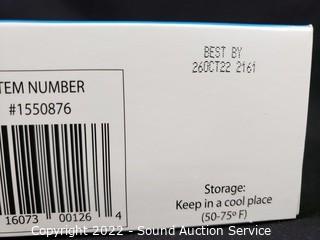 BEST BY
26OCT22 2161
TEM NUMBER
#1550876
16073 00126 4
Storage:
Keep in a cool place
(50-75º F)
Copyright 2022 - Sound Auction Service